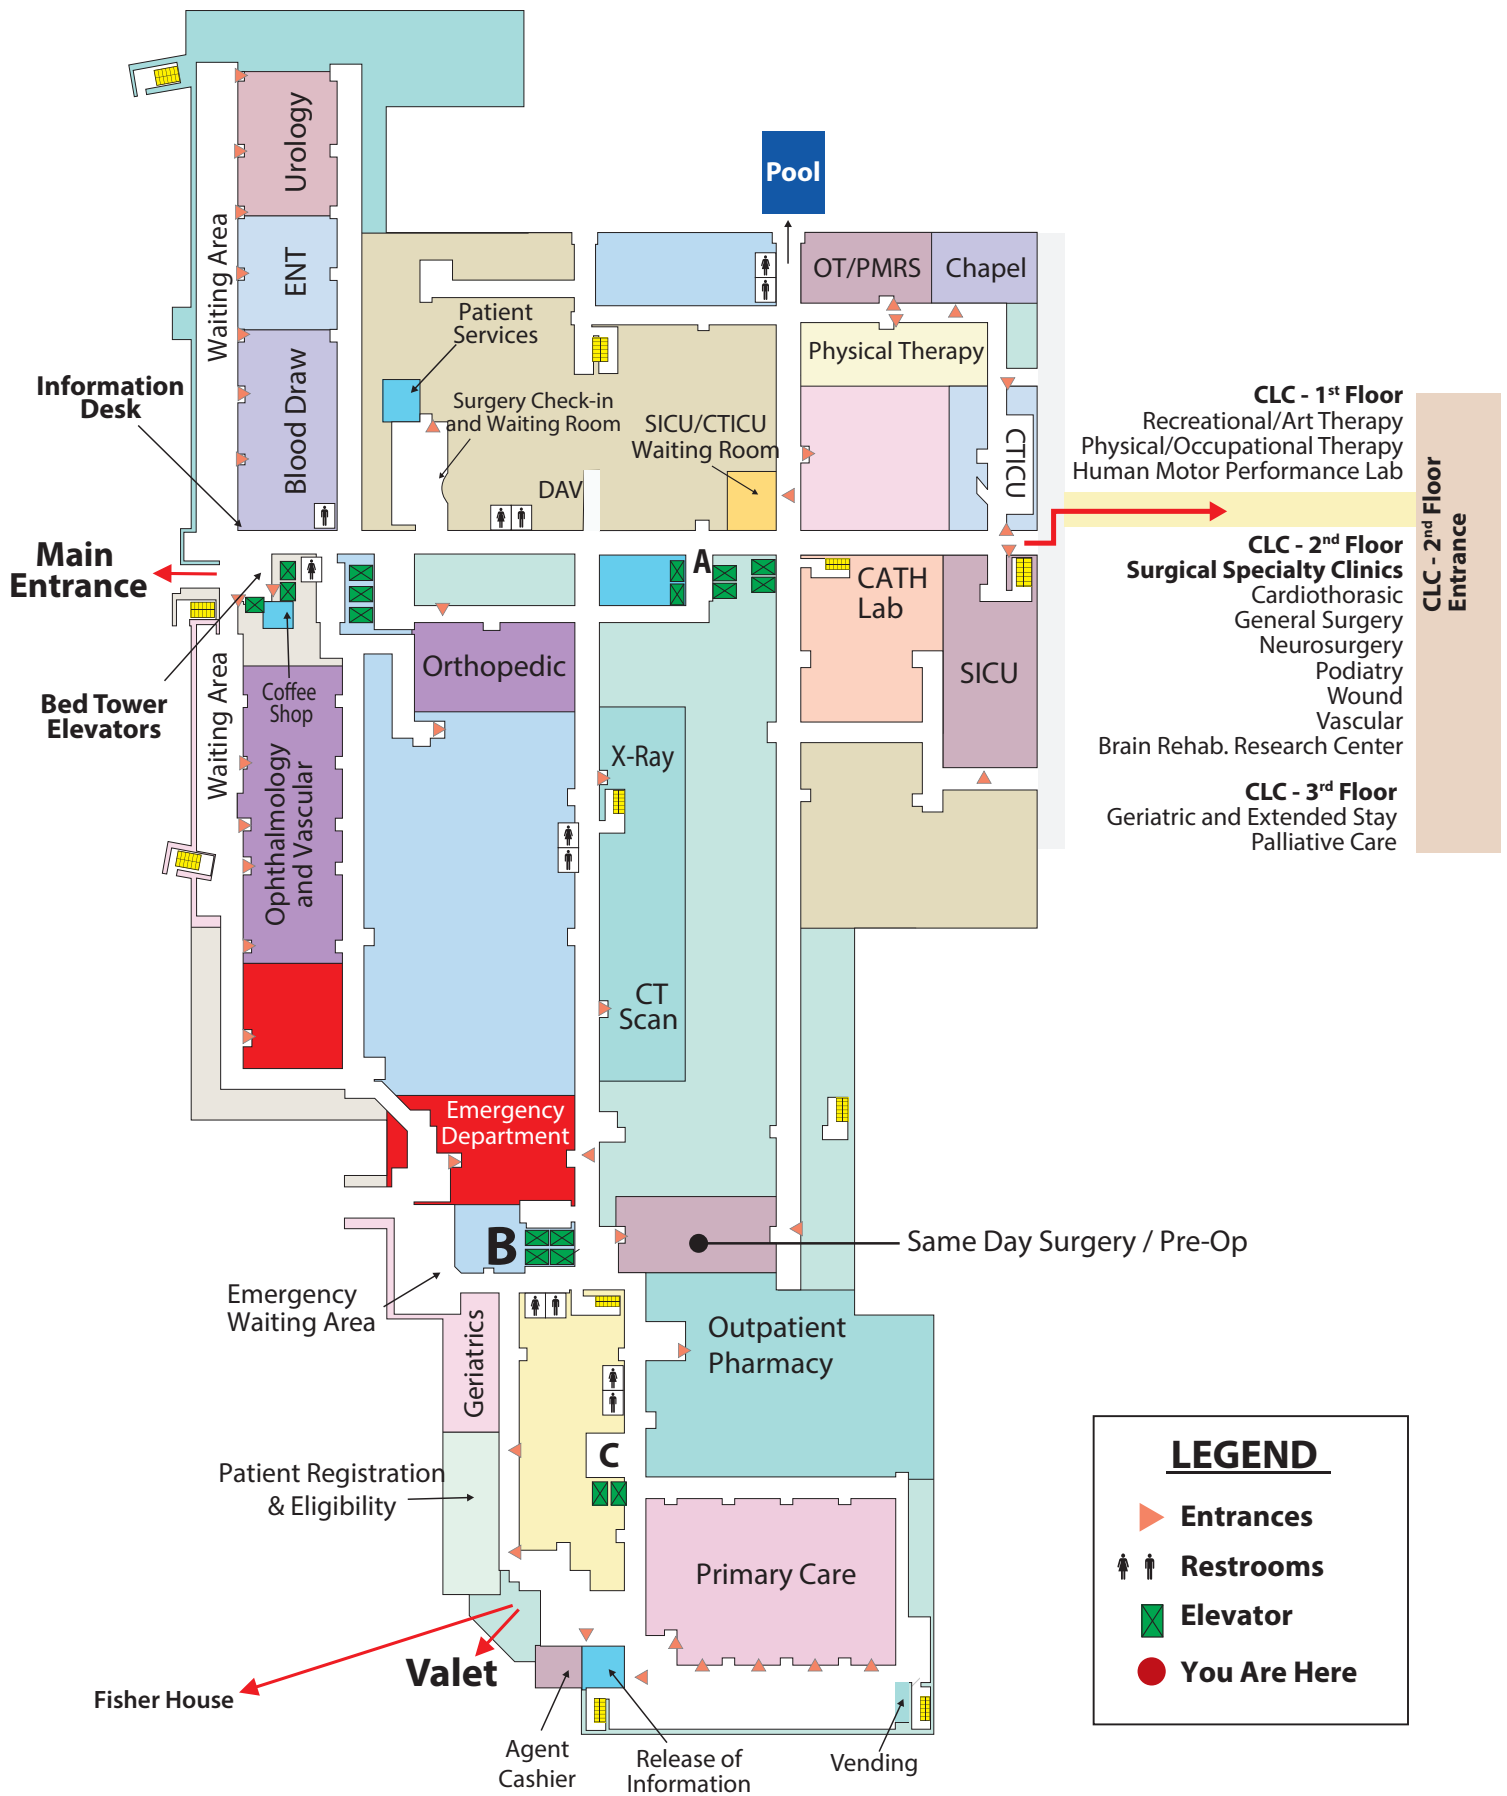 Pool
Urology
ENT
Blood Draw
Waiting Area
OT/PMRS
Chapel
Patient
Services
Physical Therapy
Information
Desk
Surgery Check-in
and Waiting Room
SICU/CTICU
Waiting Room
DAV
CTICU
CLC - 1st Floor
Recreational/Art Therapy
Physical/Occupational Therapy
Human Motor Performance Lab
CLC - 2nd Floor
Entrance
CLC - 2nd Floor
Surgical Specialty Clinics
Cardiothorasic
General Surgery
Neurosurgery
Podiatry
Wound
Vascular
Brain Rehab. Research Center
CLC - 3rd Floor
Geriatric and Extended Stay
Palliative Care
Main
Entrance
A
CATH
Lab
SICU
Orthopedic
Coffee
Shop
Bed Tower
Elevators
Waiting Area
Ophthalmology
and Vascular
X-Ray
CT
Scan
Emergency
Department
B
Same Day Surgery / Pre-Op
Emergency
Waiting Area
Geriatrics
Outpatient
Pharmacy
C
Patient Registration
& Eligibility
Primary Care
Valet
Fisher House
Agent
Cashier
Release of
Information
Vending
LEGEND
Entrances
Restrooms
Elevator
You Are Here